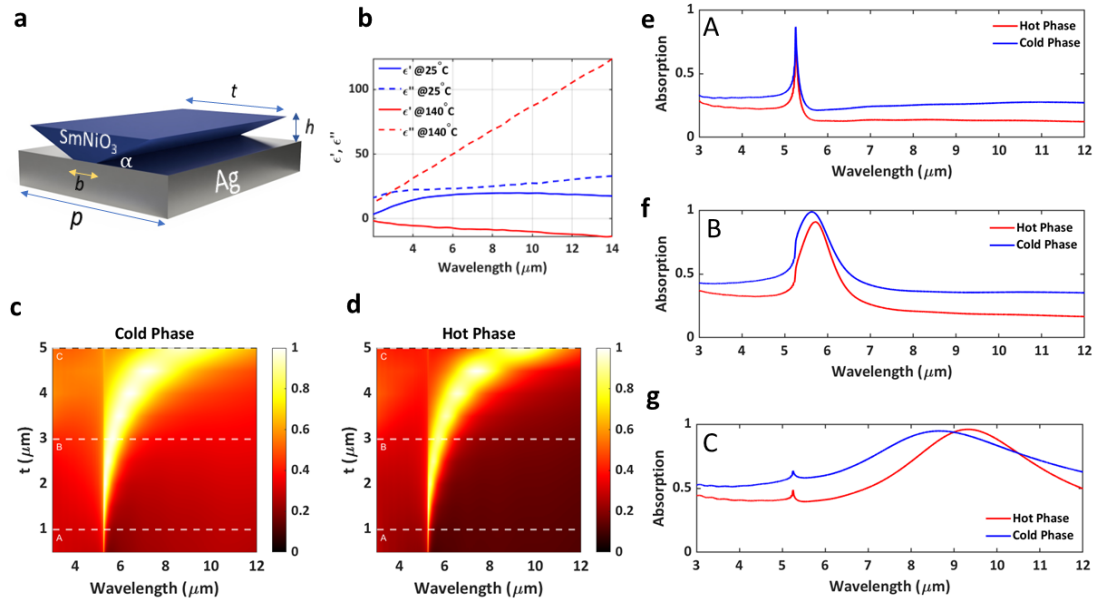 a
t
h
SmNiO3
α
b
Ag
p
b
ϵ' @25°C
ϵ'' @25°C
ϵ' @140°C
ϵ'' @140°C
ϵ', ϵ''
100
50
0
4
6
8
10
12
14
Wavelength (μm)
c
Cold Phase
C
B
A
t (μm)
5
4
3
2
1
4
6
8
10
12
Wavelength (μm)
1
0.8
0.6
0.4
0.2
0
d
Hot Phase
C
B
A
5
4
3
2
1
4
6
8
10
12
Wavelength (μm)
1
0.8
0.6
0.4
0.2
0
e
A
Hot Phase
Cold Phase
Absorption
1
0.5
0
3
4
5
6
7
8
9
10
11
12
Wavelength (μm)
f
B
Hot Phase
Cold Phase
Absorption
1
0.5
0
3
4
5
6
7
8
9
10
11
12
Wavelength (μm)
g
C
Hot Phase
Cold Phase
Absorption
1
0.5
0
3
4
5
6
7
8
9
10
11
12
Wavelength (μm)